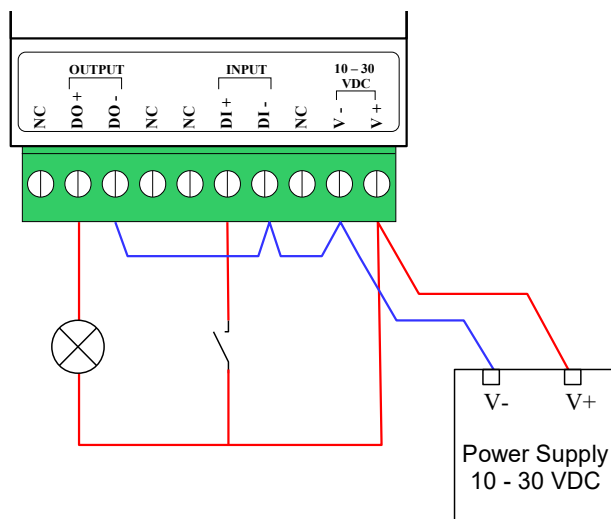 OUTPUT
INPUT
10 – 30
VDC
NC
DO +
DO -
NC
NC
DI +
DI -
NC
V -
V +
V-
V+
Power Supply
10 - 30 VDC